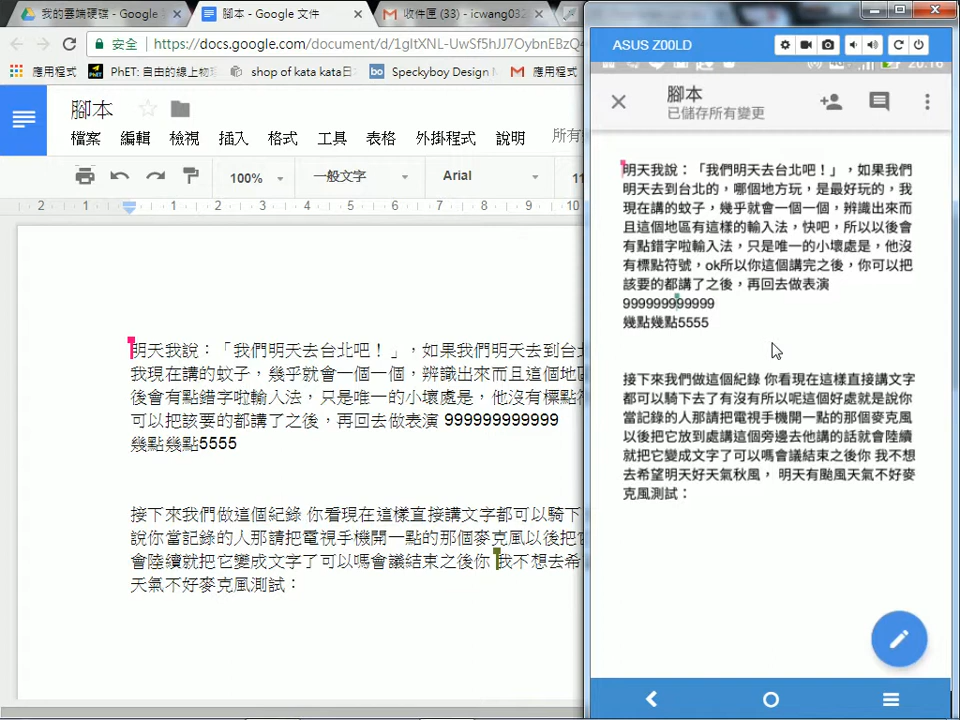 我的雲端硬碟 - Google
腳本 - Google 文件
收件匣 (33) - icwang032
安全
https://docs.google.com/document/d/1gItXNL-UwSf5hJJ7OybnEBzQ4
應用程式
PhET: 自由的線上物理
shop of kata kata日
Speckyboy Design M
應用程式
腳本
檔案 編輯 檢視 插入 格式 工具 表格 外掛程式 說明 所有
100% 一般文字 Arial 11
2 1 1 2 3 4 5 6 7 8 9 10
明天我說：「我們明天去台北吧！」，如果我們明天去到台北
我現在講的蚊子，幾乎就會一個一個，辨識出來而且這個地區
後會有點錯字啦輸入法，只是唯一的小壞處是，他沒有標點符
可以把該要的都講了之後，再回去做表演 999999999999
幾點幾點5555
接下來我們做這個紀錄 你看現在這樣直接講文字都可以騎下
說你當記錄的人那請把電視手機開一點的那個麥克風以後把它
會陸續就把它變成文字了可以嗎會議結束之後你 我不想去希
天氣不好麥克風測試：
ASUS Z00LD
20:16
腳本
已儲存所有變更
明天我說：「我們明天去台北吧！」，如果我們
明天去到台北的，哪個地方玩，是最好玩的，我
現在講的蚊子，幾乎就會一個一個，辨識出來而
且這個地區有這樣的輸入法，快吧，所以以後會
有點錯字啦輸入法，只是唯一的小壞處是，他沒
有標點符號，ok所以你這個講完之後，你可以把
該要的都講了之後，再回去做表演
999999999999
幾點幾點5555
接下來我們做這個紀錄 你看現在這樣直接講文字
都可以騎下去了有沒有所以呢這個好處就是說你
當記錄的人那請把電視手機開一點的那個麥克風
以後把它放到處講這個旁邊去他講的話就會陸續
就把它變成文字了可以嗎會議結束之後你 我不想
去希望明天好天氣秋風， 明天有颱風天氣不好麥
克風測試：